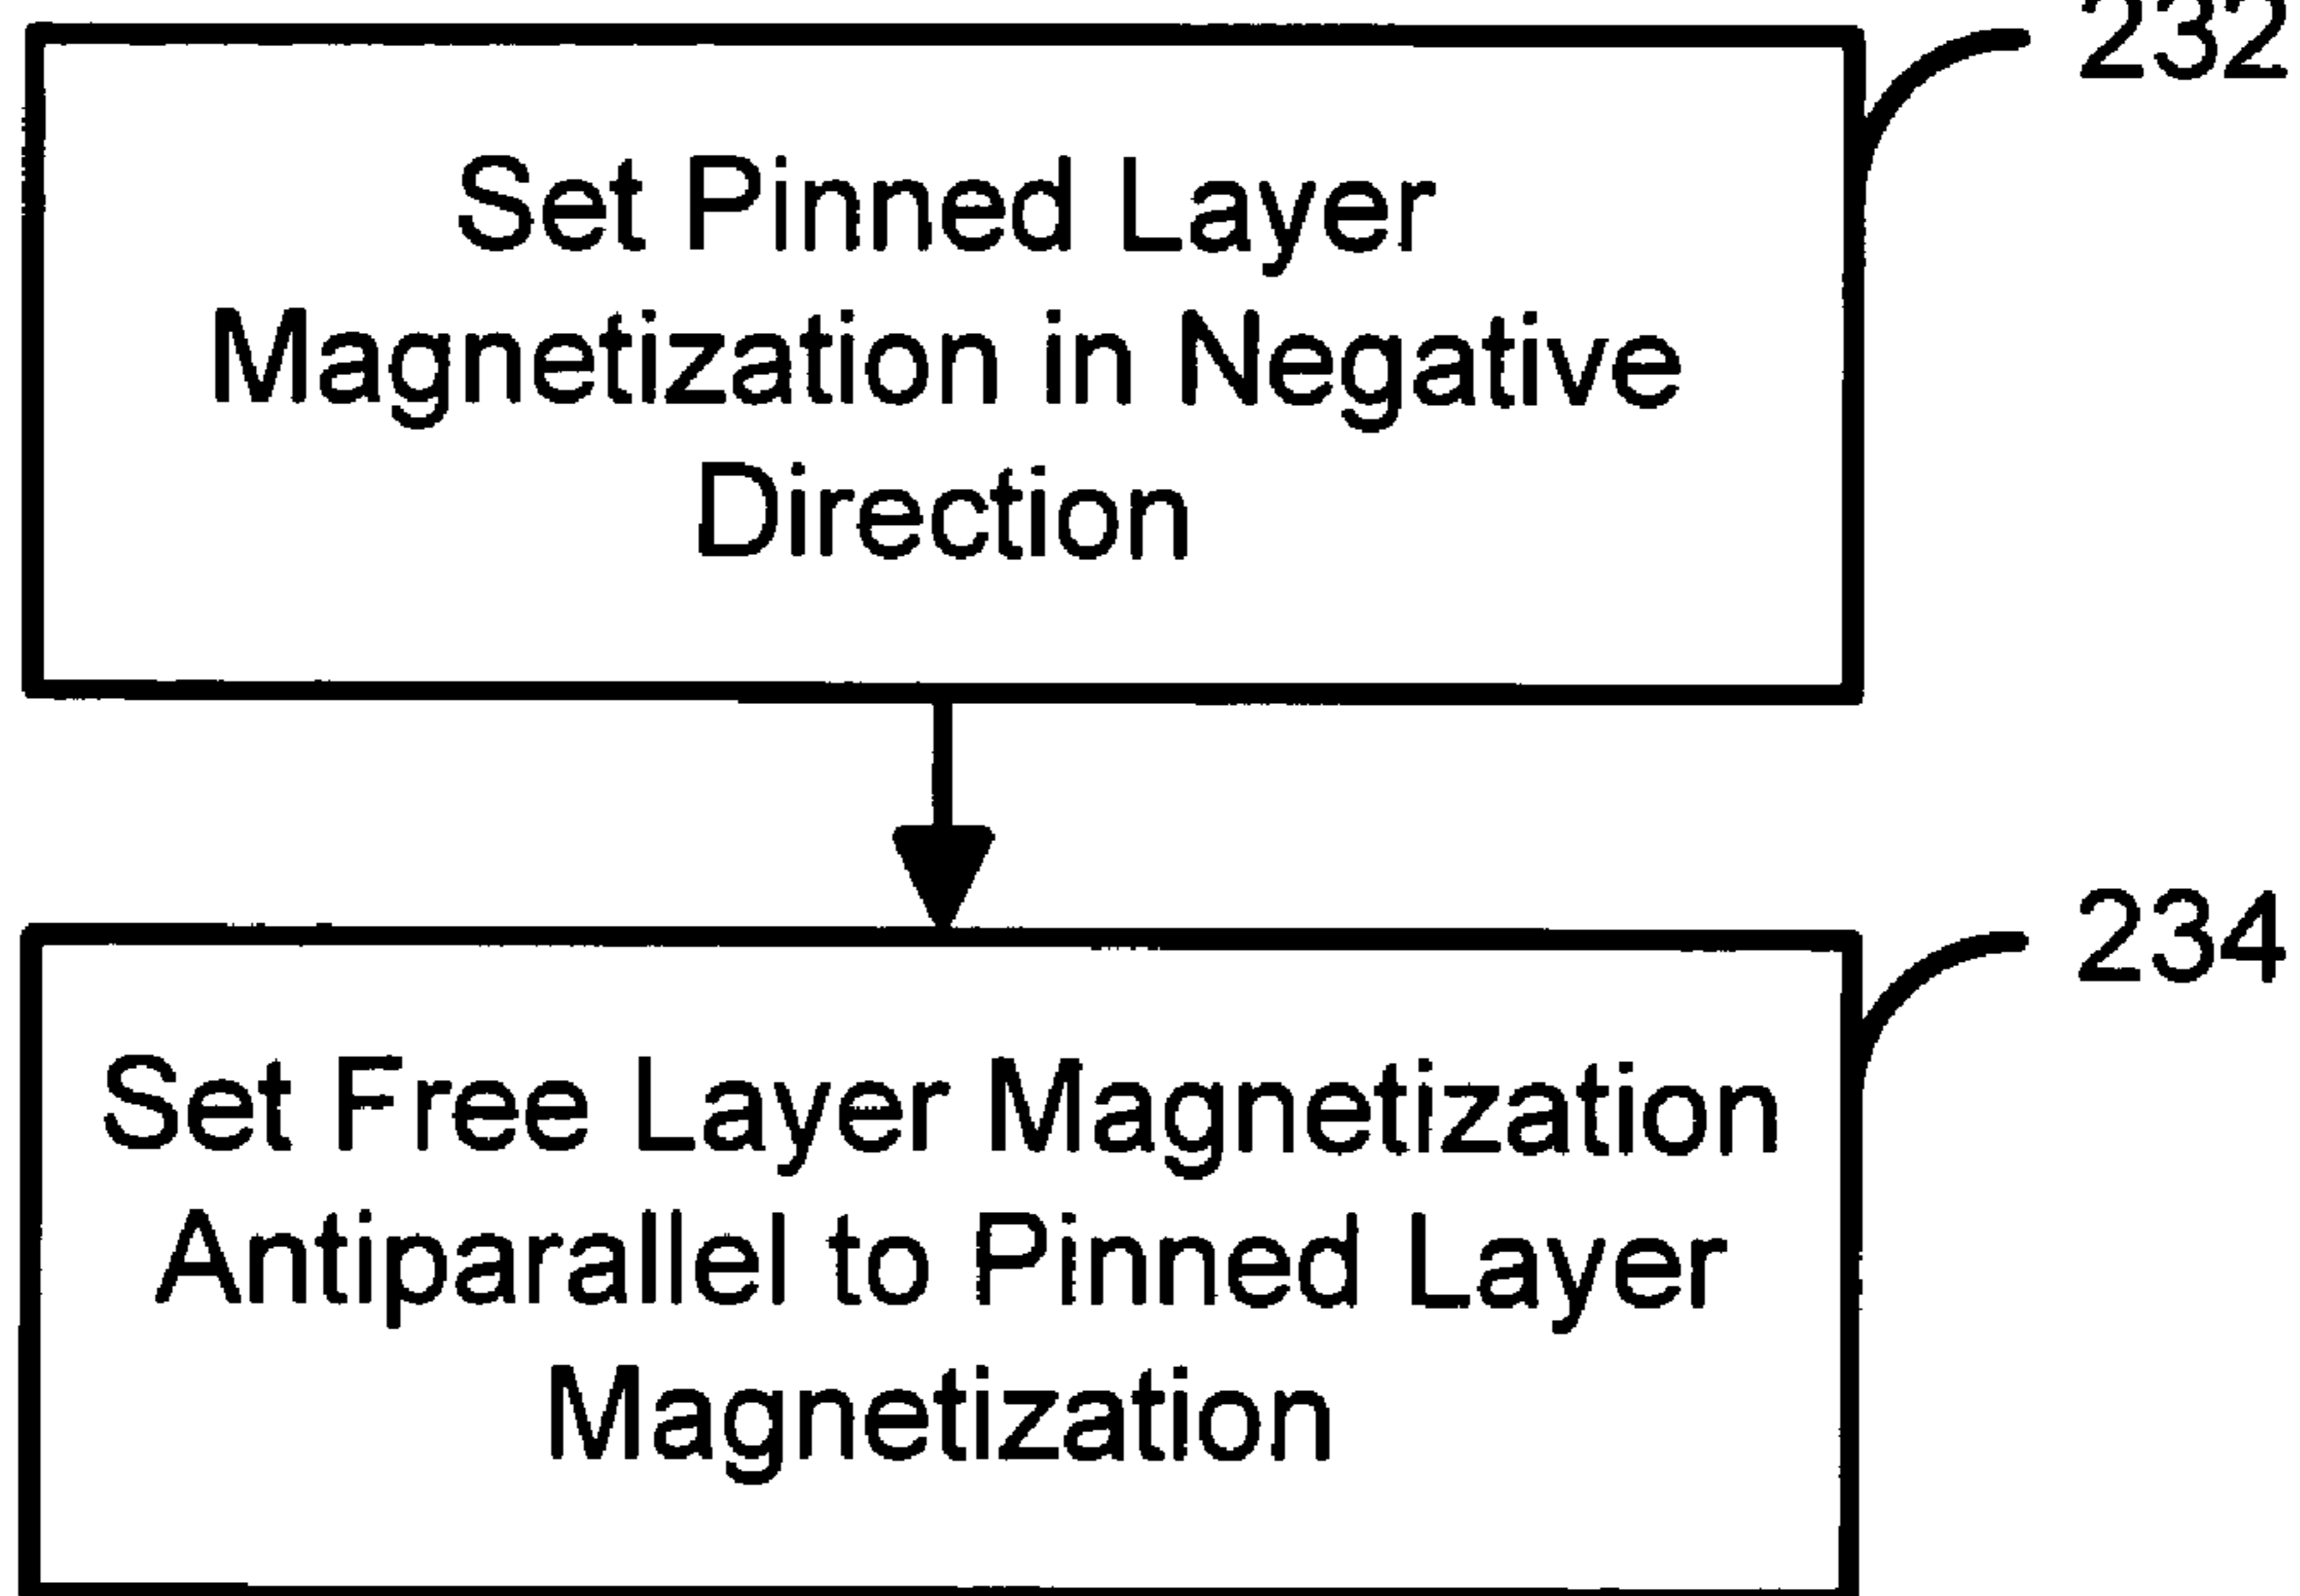 232
Set Pinned Layer
Magnetization in Negative
Direction
234
Set Free Layer Magnetization
Antiparallel to Pinned Layer
Magnetization